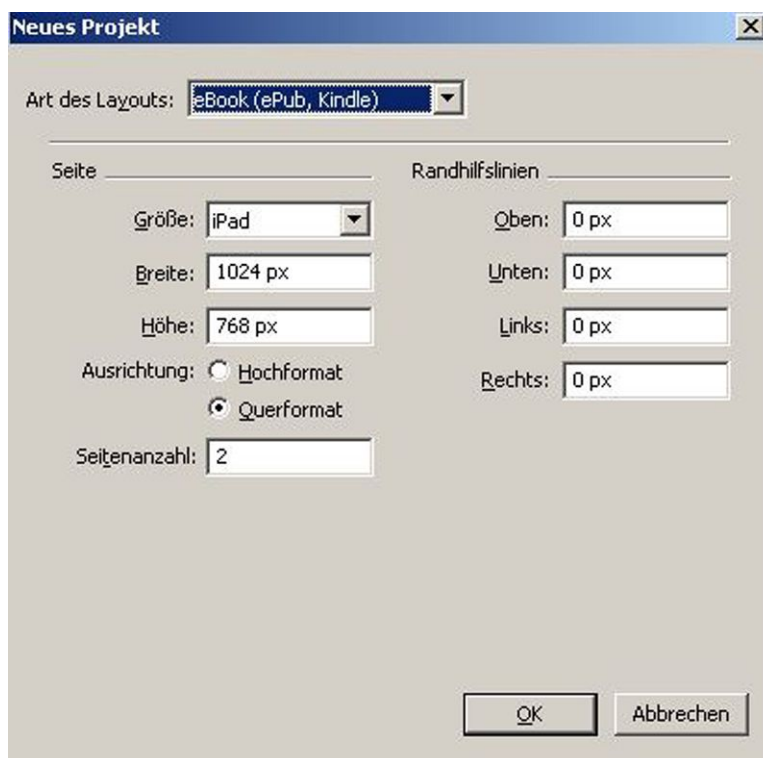 Neues Projekt
Art des Layouts: eBook (ePub, Kindle)
Seite
Größe: iPad
Breite: 1024 px
Höhe: 768 px
Ausrichtung: Hochformat
Querformat
Seitenanzahl: 2
Randhilfslinien
Oben: 0 px
Unten: 0 px
Links: 0 px
Rechts: 0 px
OK Abbrechen